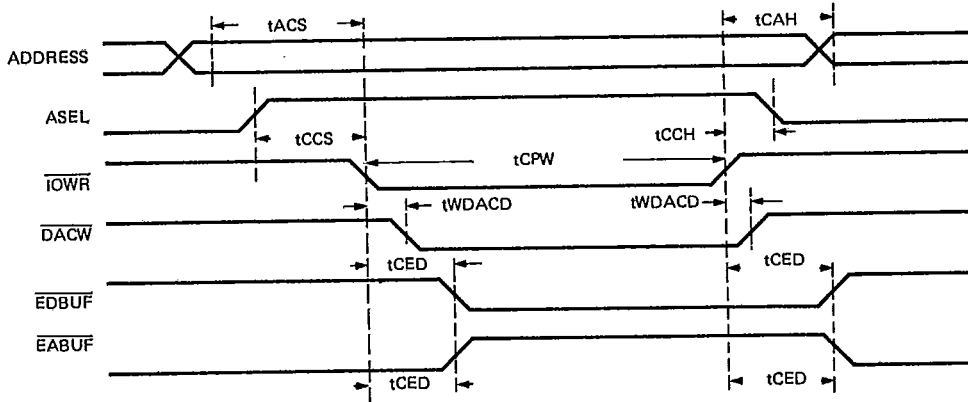 tACS tCAH
ADDRESS
ASEL
tCCS tCCH
tCPW
IOWR
tWDACD tWDACD
DACW
tCED tCED
EDBUF
EABUF
tCED tCED